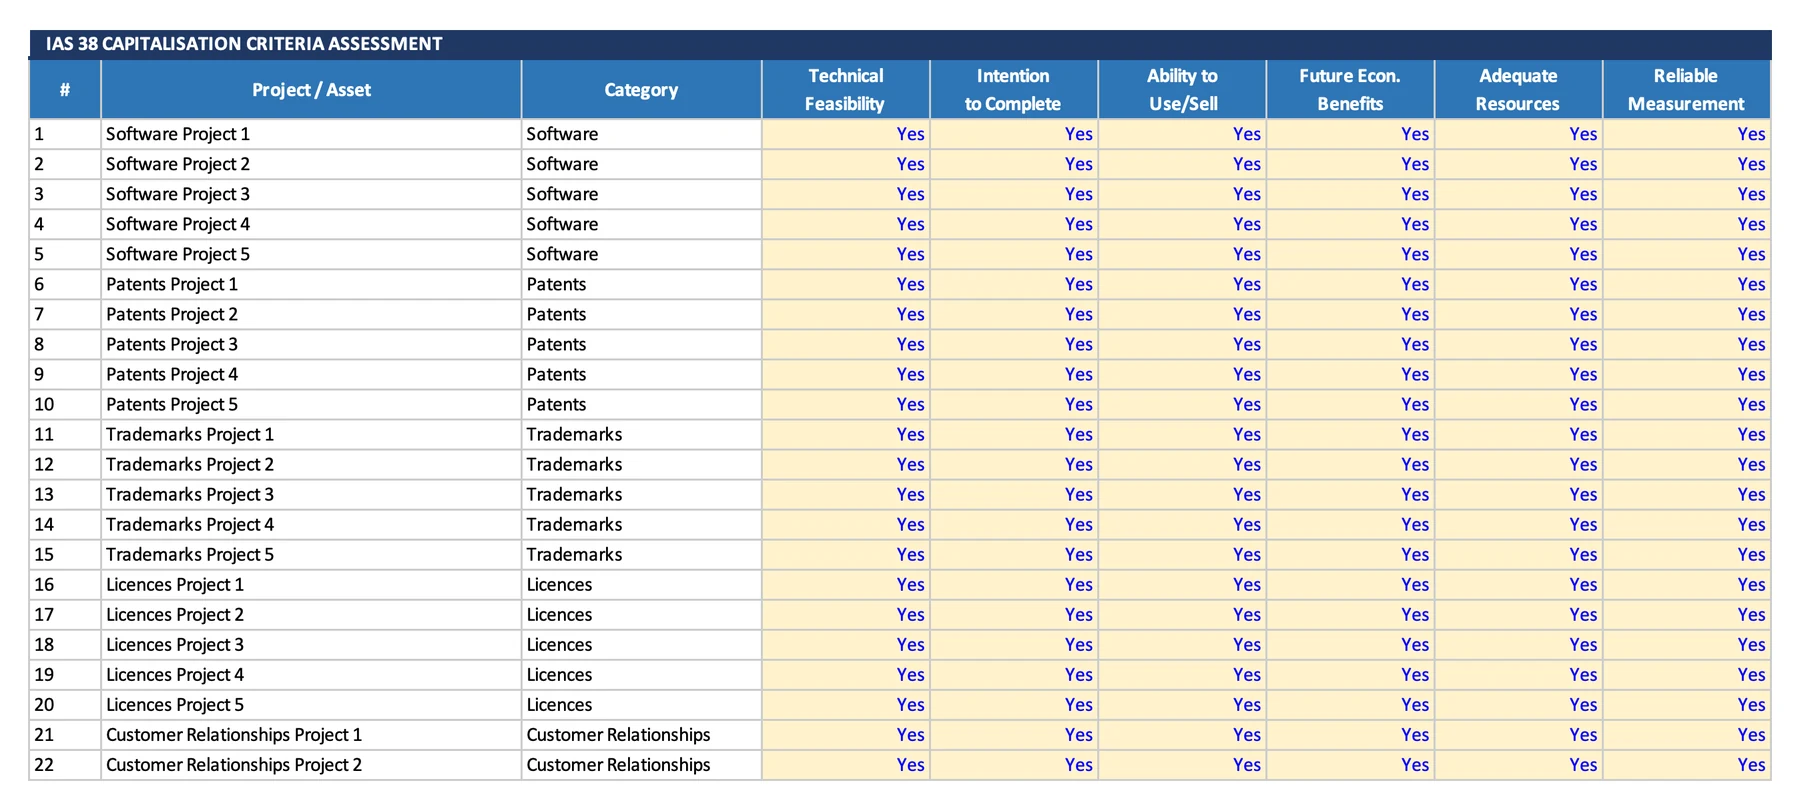 IAS 38 CAPITALISATION CRITERIA ASSESSMENT
# Project / Asset Category Technical Feasibility Intention to Complete Ability to Use/Sell Future Econ. Benefits Adequate Resources Reliable Measurement
1 Software Project 1 Software Yes Yes Yes Yes Yes Yes
2 Software Project 2 Software Yes Yes Yes Yes Yes Yes
3 Software Project 3 Software Yes Yes Yes Yes Yes Yes
4 Software Project 4 Software Yes Yes Yes Yes Yes Yes
5 Software Project 5 Software Yes Yes Yes Yes Yes Yes
6 Patents Project 1 Patents Yes Yes Yes Yes Yes Yes
7 Patents Project 2 Patents Yes Yes Yes Yes Yes Yes
8 Patents Project 3 Patents Yes Yes Yes Yes Yes Yes
9 Patents Project 4 Patents Yes Yes Yes Yes Yes Yes
10 Patents Project 5 Patents Yes Yes Yes Yes Yes Yes
11 Trademarks Project 1 Trademarks Yes Yes Yes Yes Yes Yes
12 Trademarks Project 2 Trademarks Yes Yes Yes Yes Yes Yes
13 Trademarks Project 3 Trademarks Yes Yes Yes Yes Yes Yes
14 Trademarks Project 4 Trademarks Yes Yes Yes Yes Yes Yes
15 Trademarks Project 5 Trademarks Yes Yes Yes Yes Yes Yes
16 Licences Project 1 Licences Yes Yes Yes Yes Yes Yes
17 Licences Project 2 Licences Yes Yes Yes Yes Yes Yes
18 Licences Project 3 Licences Yes Yes Yes Yes Yes Yes
19 Licences Project 4 Licences Yes Yes Yes Yes Yes Yes
20 Licences Project 5 Licences Yes Yes Yes Yes Yes Yes
21 Customer Relationships Project 1 Customer Relationships Yes Yes Yes Yes Yes Yes
22 Customer Relationships Project 2 Customer Relationships Yes Yes Yes Yes Yes Yes